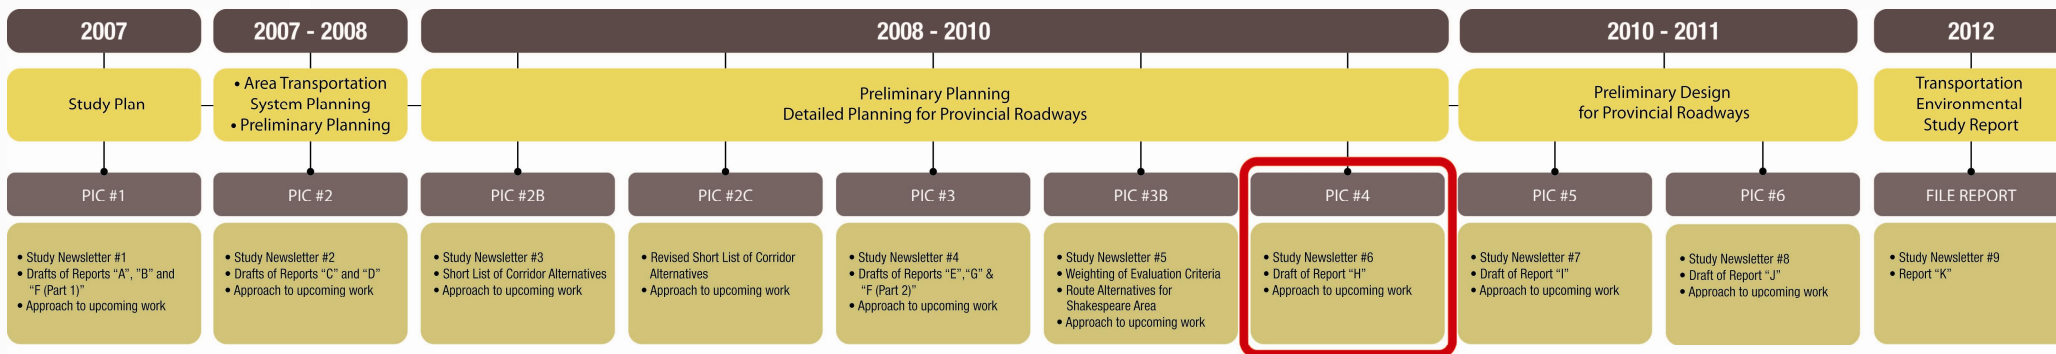 2007
2007 - 2008
2008 - 2010
2010 - 2011
2012
Study Plan
• Area Transportation
System Planning
• Preliminary Planning
Preliminary Planning
Detailed Planning for Provincial Roadways
Preliminary Design
for Provincial Roadways
Transportation
Environmental
Study Report
PIC #1
PIC #2
PIC #2B
PIC #2C
PIC #3
PIC #3B
PIC #4
PIC #5
PIC #6
FILE REPORT
• Study Newsletter #1
• Drafts of Reports “A”, ”B” and
“F (Part 1)”
• Approach to upcoming work
• Study Newsletter #2
• Drafts of Reports “C” and “D”
• Approach to upcoming work
• Study Newsletter #3
• Short List of Corridor Alternatives
• Approach to upcoming work
• Revised Short List of Corridor
Alternatives
• Approach to upcoming work
• Study Newsletter #4
• Drafts of Reports “E”,“G” &
“F (Part 2)”
• Approach to upcoming work
• Study Newsletter #5
• Weighting of Evaluation Criteria
• Route Alternatives for
Shakespeare Area
• Approach to upcoming work
• Study Newsletter #6
• Draft of Report “H”
• Approach to upcoming work
• Study Newsletter #7
• Draft of Report “I”
• Approach to upcoming work
• Study Newsletter #8
• Draft of Report “J”
• Approach to upcoming work
• Study Newsletter #9
• Report “K”